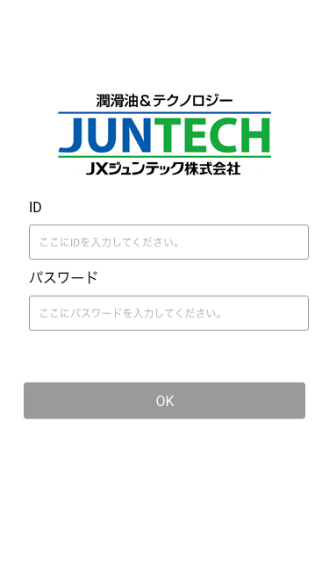 潤滑油&テクノロジー
JUNTECH
JXジュンテック株式会社
ID
ここにIDを入力してください。
パスワード
ここにパスワードを入力してください。
OK